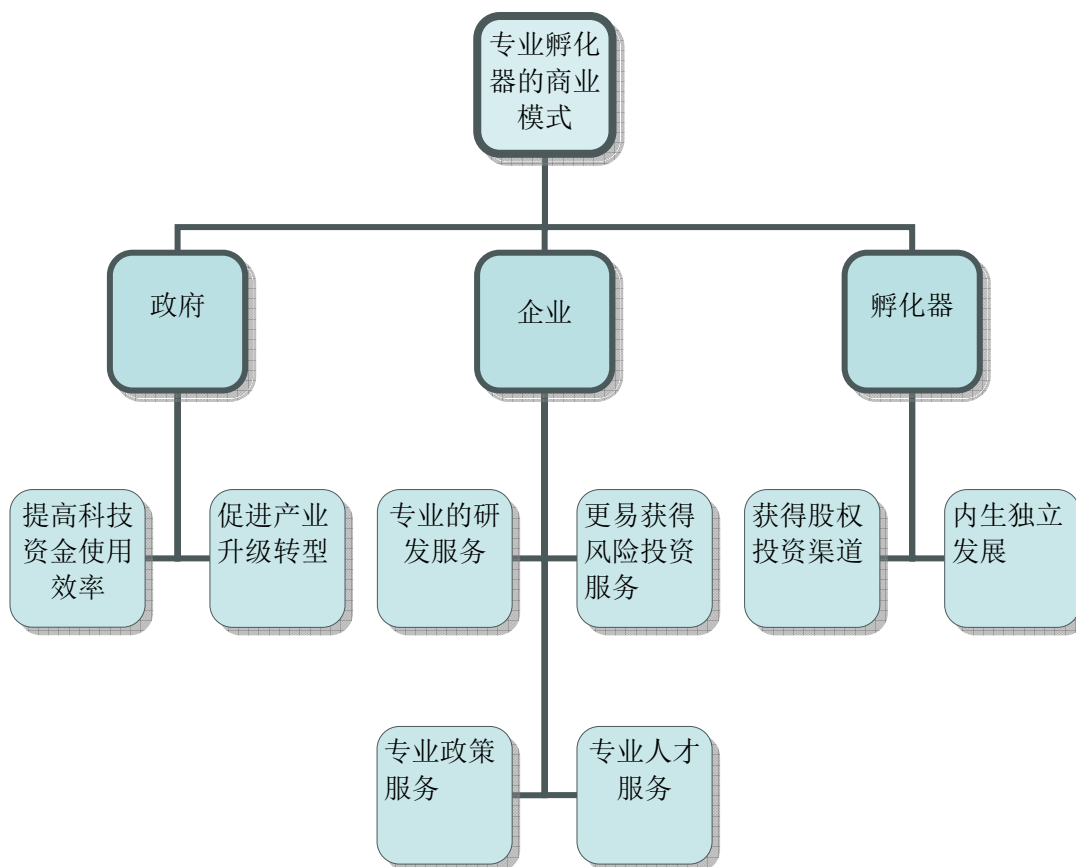 专业孵化
器的商业
模式
政府
企业
孵化器
提高科技
资金使用
效率
促进产业
升级转型
专业的研
发服务
更易获得
风险投资
服务
获得股权
投资渠道
内生独立
发展
专业政策
服务
专业人才
服务